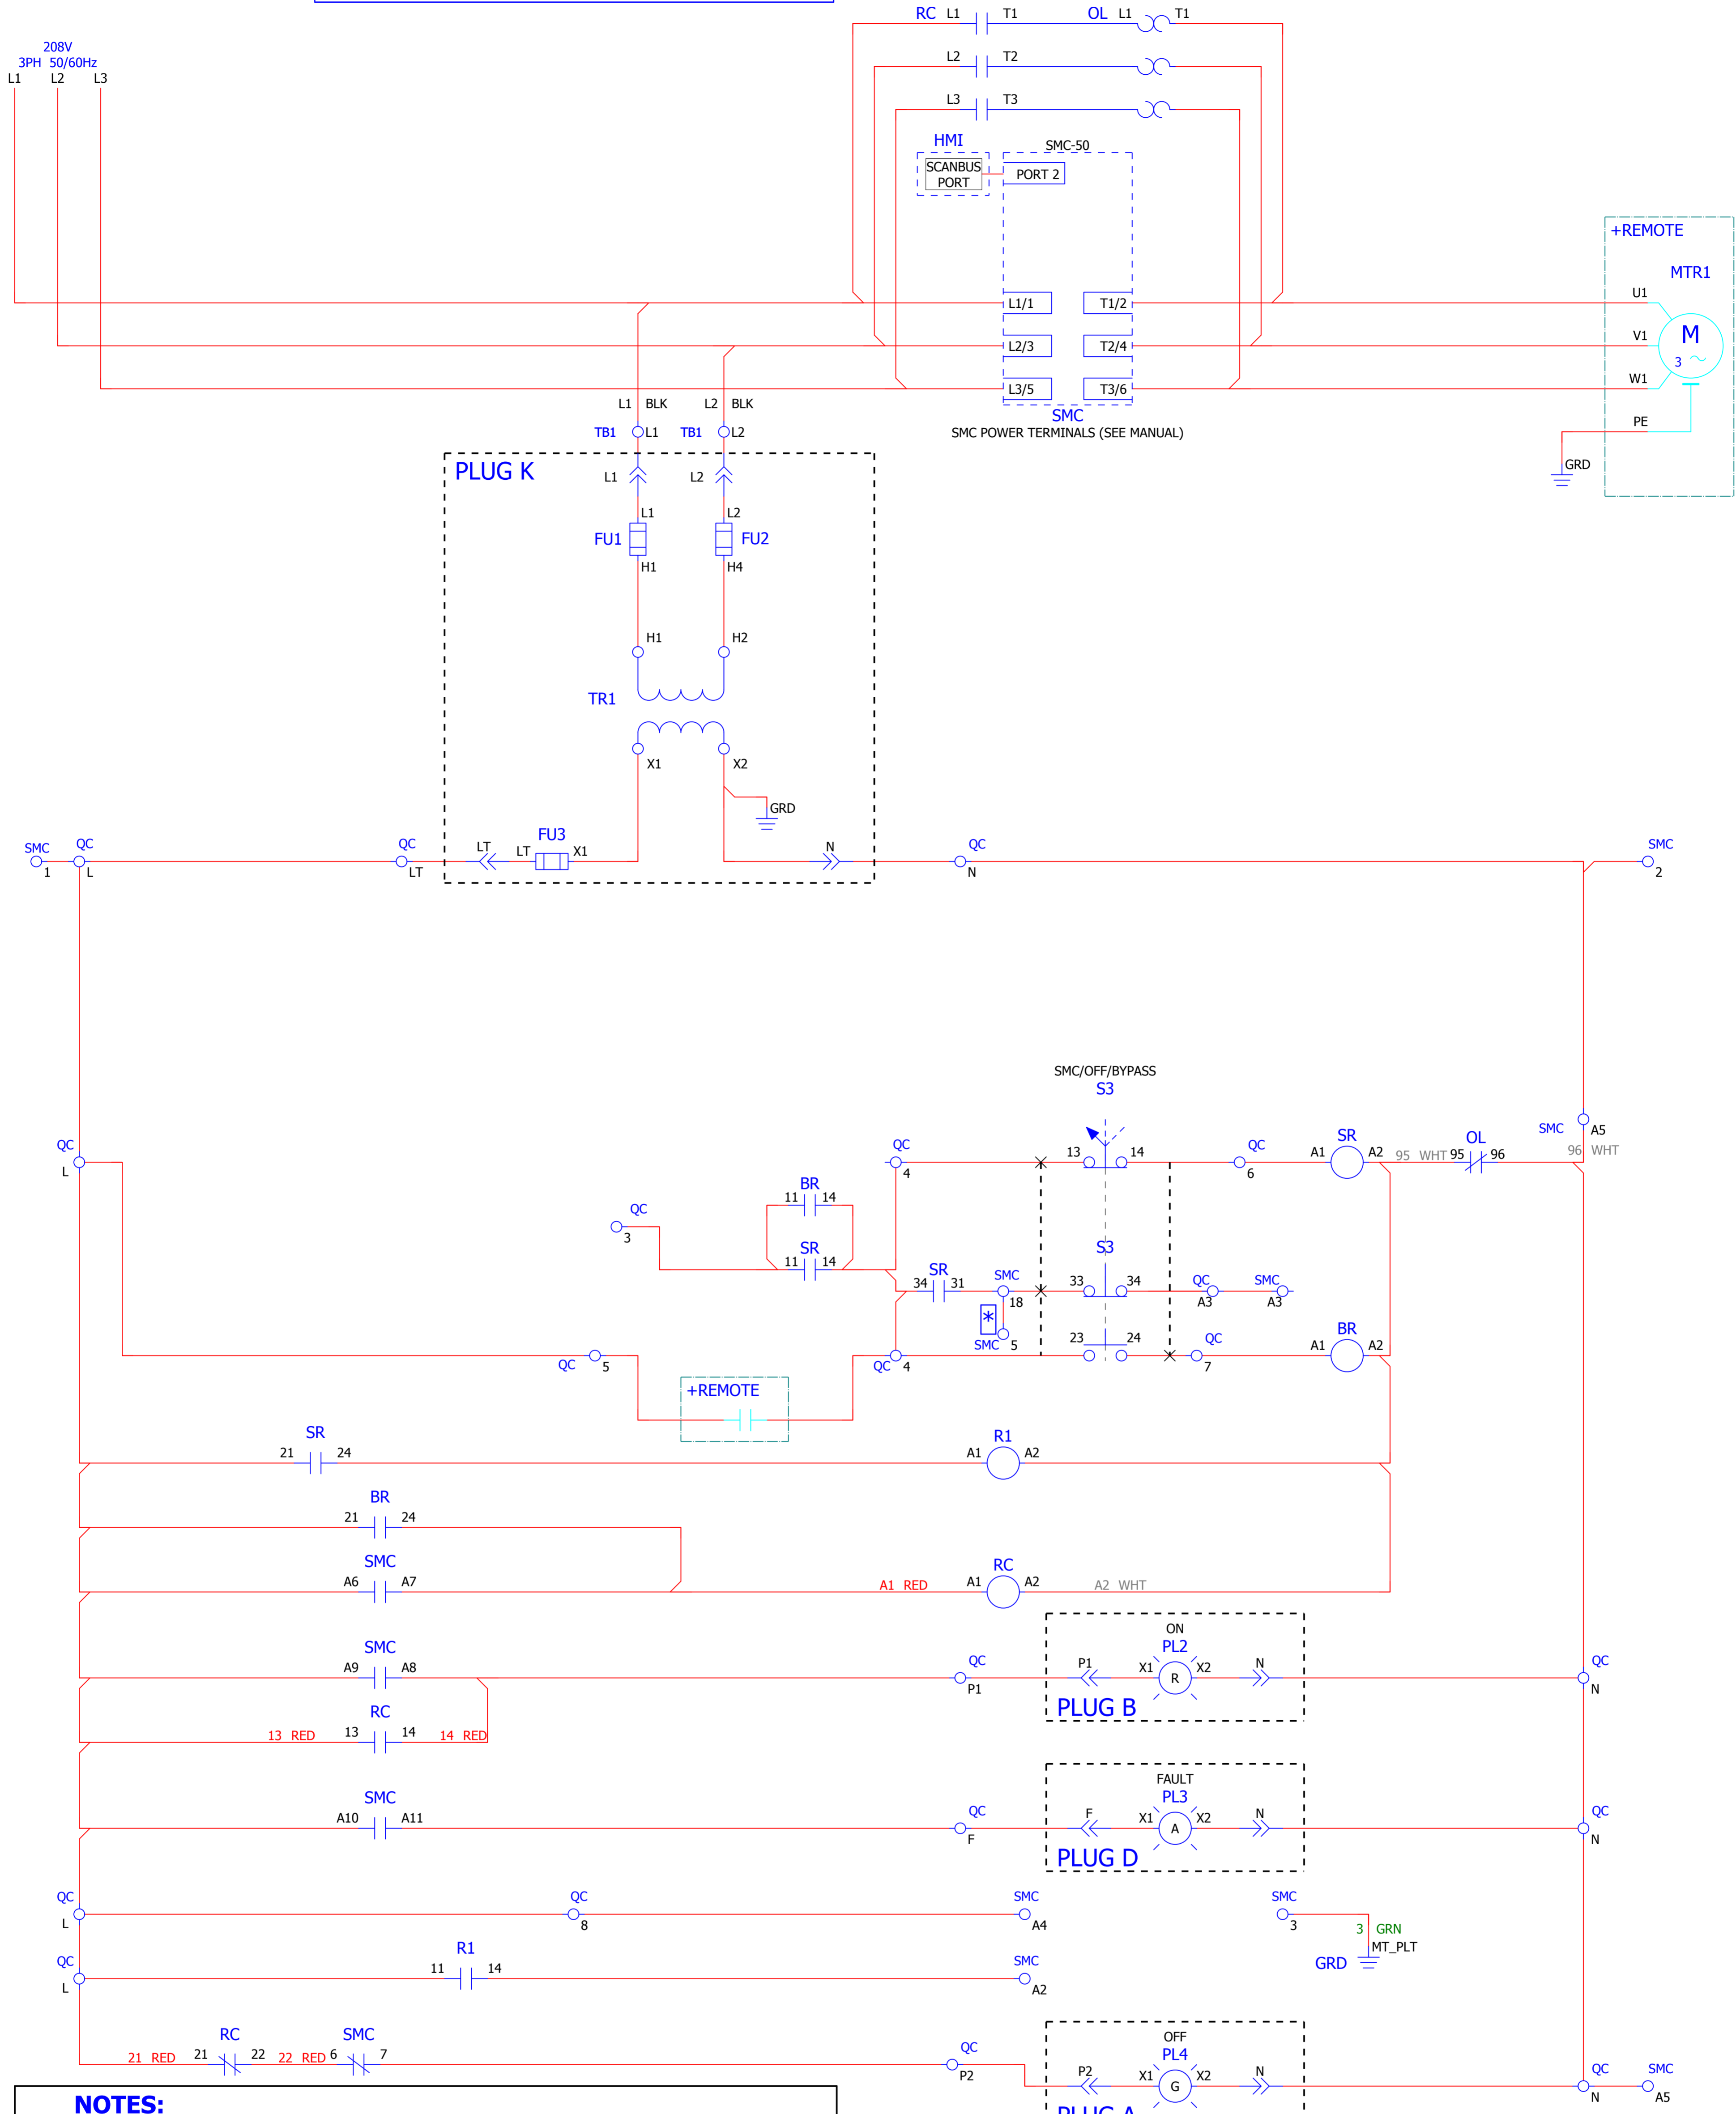 RC L1 T1 OL L1 T1
208V
3PH 50/60Hz
L1 L2 L3
L2 T2
L3 T3
HMI
SMC-50
SCANBUS
PORT
PORT 2
+REMOTE
MTR1
L1/1 T1/2 U1
M
3
L2/3 T2/4 V1
L3/5 T3/6 W1
SMC
SMC POWER TERMINALS (SEE MANUAL)
PE
GRD
L1 BLK L2 BLK
TB1 L1 TB1 L2
PLUG K
L1 L2
L1 L2
FU1 FU2
H1 H4
H1 H2
TR1
X1 X2
GRD
SMC QC QC FU3 QC SMC
LT LT X1 N
1 L LT N 2
SMC/OFF/BYPASS
S3
SMC A5
QC QC 13 14 QC SR OL
A1 A2 95 WHT 95 96 96 WHT
L 4 6
BR
11 14
QC
3
SR S3
11 14
SR SMC
34 31 33 34 QC SMC
18 A3 A3
*
SMC 5
23 24 QC BR
A1 A2
QC 5 QC 4 7
+REMOTE
SR R1
21 24 A1 A2
BR
21 24
SMC RC
A6 A7 A1 RED A1 A2 A2 WHT
ON
SMC PL2
A9 A8 QC P1 X1 R X2 N QC
P1 N
PLUG B
RC
13 RED 13 14 14 RED
FAULT
SMC PL3
A10 A11 QC F X1 A X2 N QC
F N
PLUG D
QC QC SMC SMC
L 8 A4 3
3 GRN
MT_PLT
GRD
QC R1 SMC
11 14
L A2
OFF
RC SMC QC PL4
21 RED 21 22 22 RED 6 7 P2 P2 X1 G X2 N QC SMC
N A5
NOTES:
PLUG A